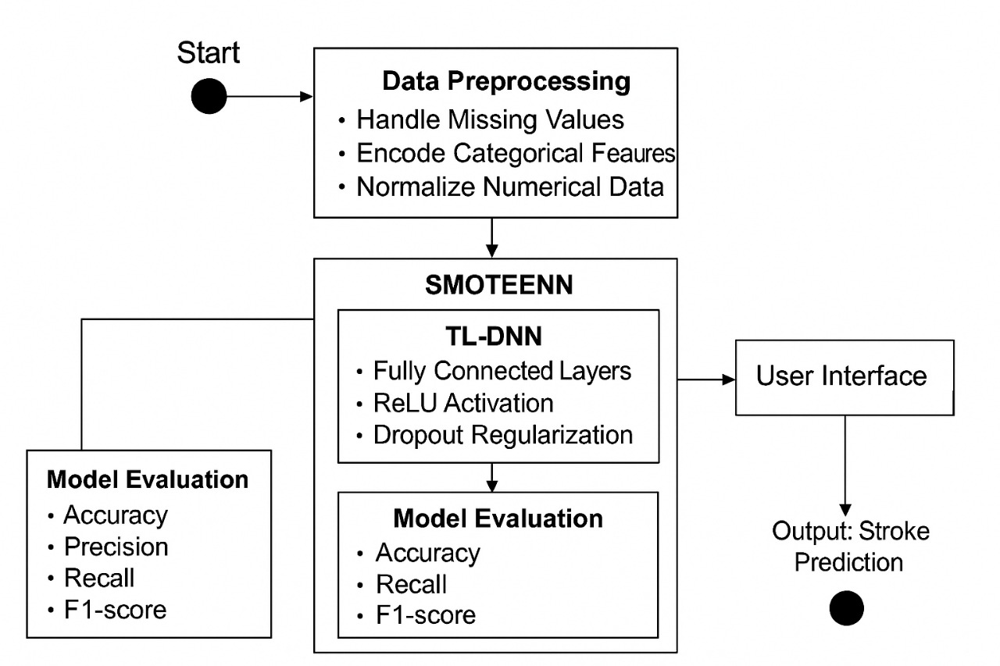 Start
Data Preprocessing
• Handle Missing Values
• Encode Categorical Feaures
• Normalize Numerical Data
SMOTEENN
TL-DNN
• Fully Connected Layers
• ReLU Activation
• Dropout Regularization
Model Evaluation
• Accuracy
• Recall
• F1-score
Model Evaluation
• Accuracy
• Precision
• Recall
• F1-score
User Interface
Output: Stroke
Prediction